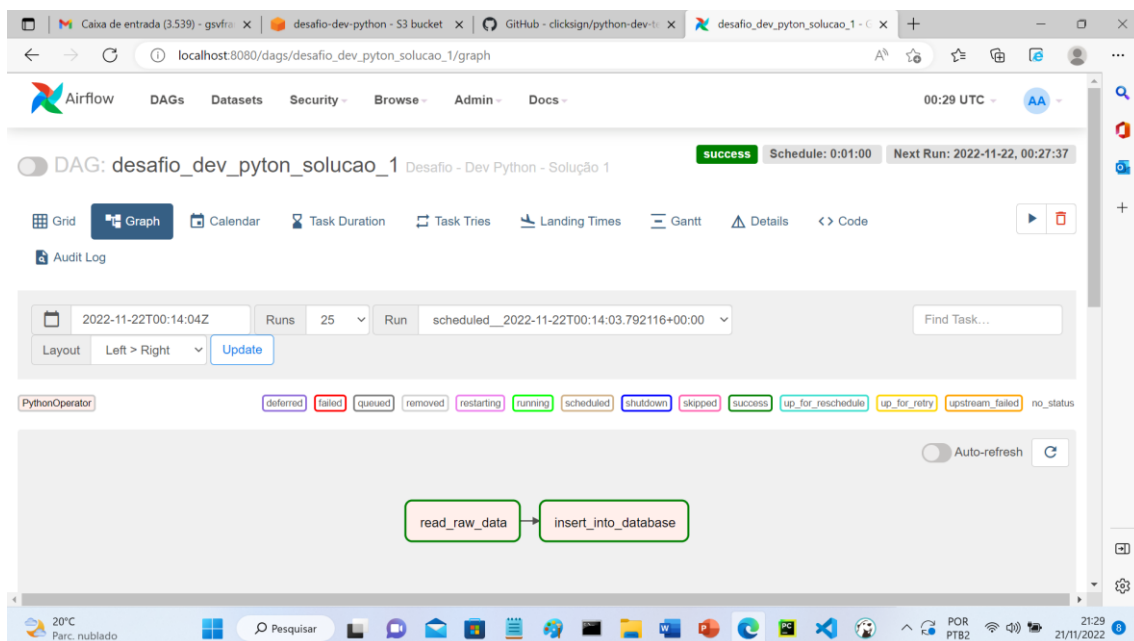 Caixa de entrada (3.539) - gsvfra
desafio-dev-python - S3 bucket
GitHub - clicksign/python-dev-te
desafio_dev_pyton_solucao_1 - G
localhost:8080/dags/desafio_dev_pyton_solucao_1/graph
Airflow DAGs Datasets Security Browse Admin Docs 00:29 UTC AA
success Schedule: 0:01:00 Next Run: 2022-11-22, 00:27:37
DAG: desafio_dev_pyton_solucao_1 Desafio - Dev Python - Solução 1
Grid Graph Calendar Task Duration Task Tries Landing Times Gantt Details <> Code
Audit Log
2022-11-22T00:14:04Z Runs 25 Run scheduled__2022-11-22T00:14:03.792116+00:00 Find Task...
Layout Left > Right Update
PythonOperator deferred failed queued removed restarting running scheduled shutdown skipped success up_for_reschedule up_for_retry upstream_failed no_status
Auto-refresh
read_raw_data insert_into_database
20°C
Parc. nublado
Pesquisar
POR
PTB2
21:29
21/11/2022
8